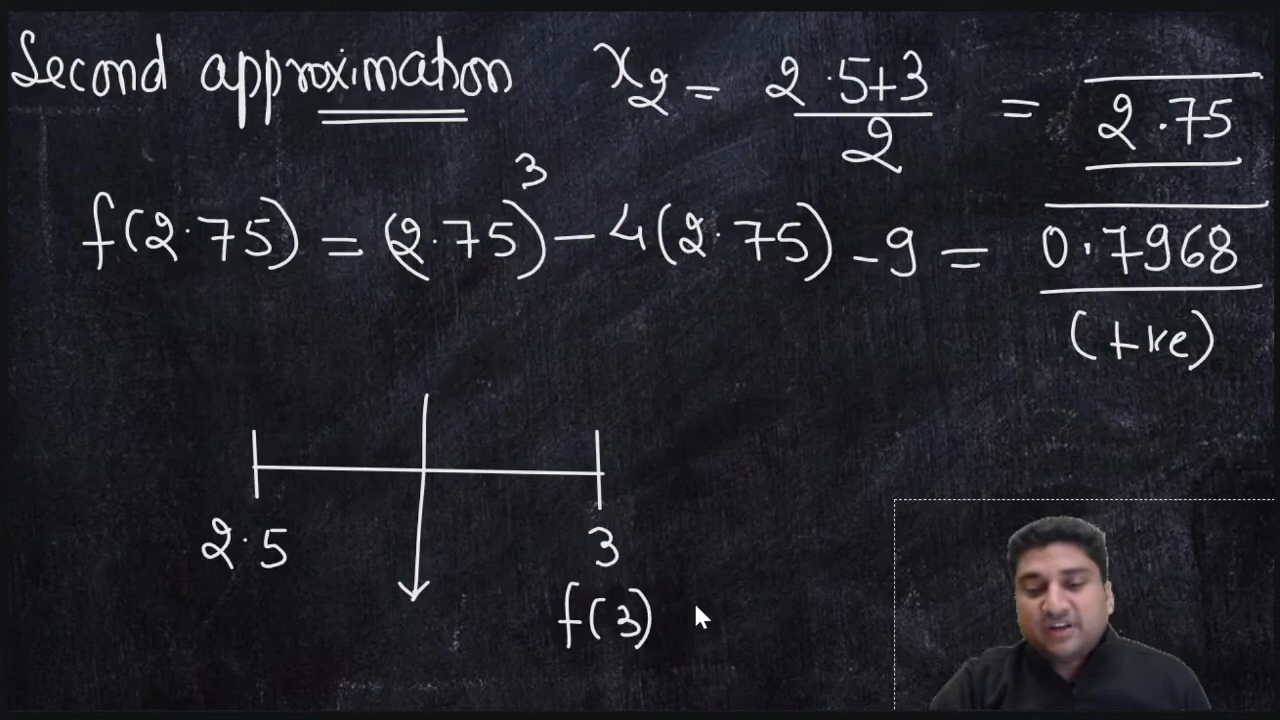 Second approximation x₂ = (2.5+3)/2 = 2.75
f(2.75) = (2.75)³ - 4(2.75) - 9 = 0.7968
(+ve)
2.5 3
f(3)